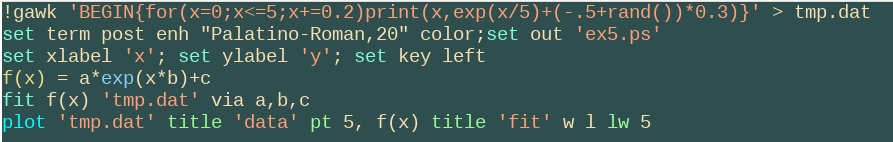 !gawk 'BEGIN{for(x=0;x<=5;x+=0.2)print(x,exp(x/5)+(-.5+rand())*0.3)}' > tmp.dat
set term post enh "Palatino-Roman,20" color;set out 'ex5.ps'
set xlabel 'x'; set ylabel 'y'; set key left
f(x) = a*exp(x*b)+c
fit f(x) 'tmp.dat' via a,b,c
plot 'tmp.dat' title 'data' pt 5, f(x) title 'fit' w l lw 5